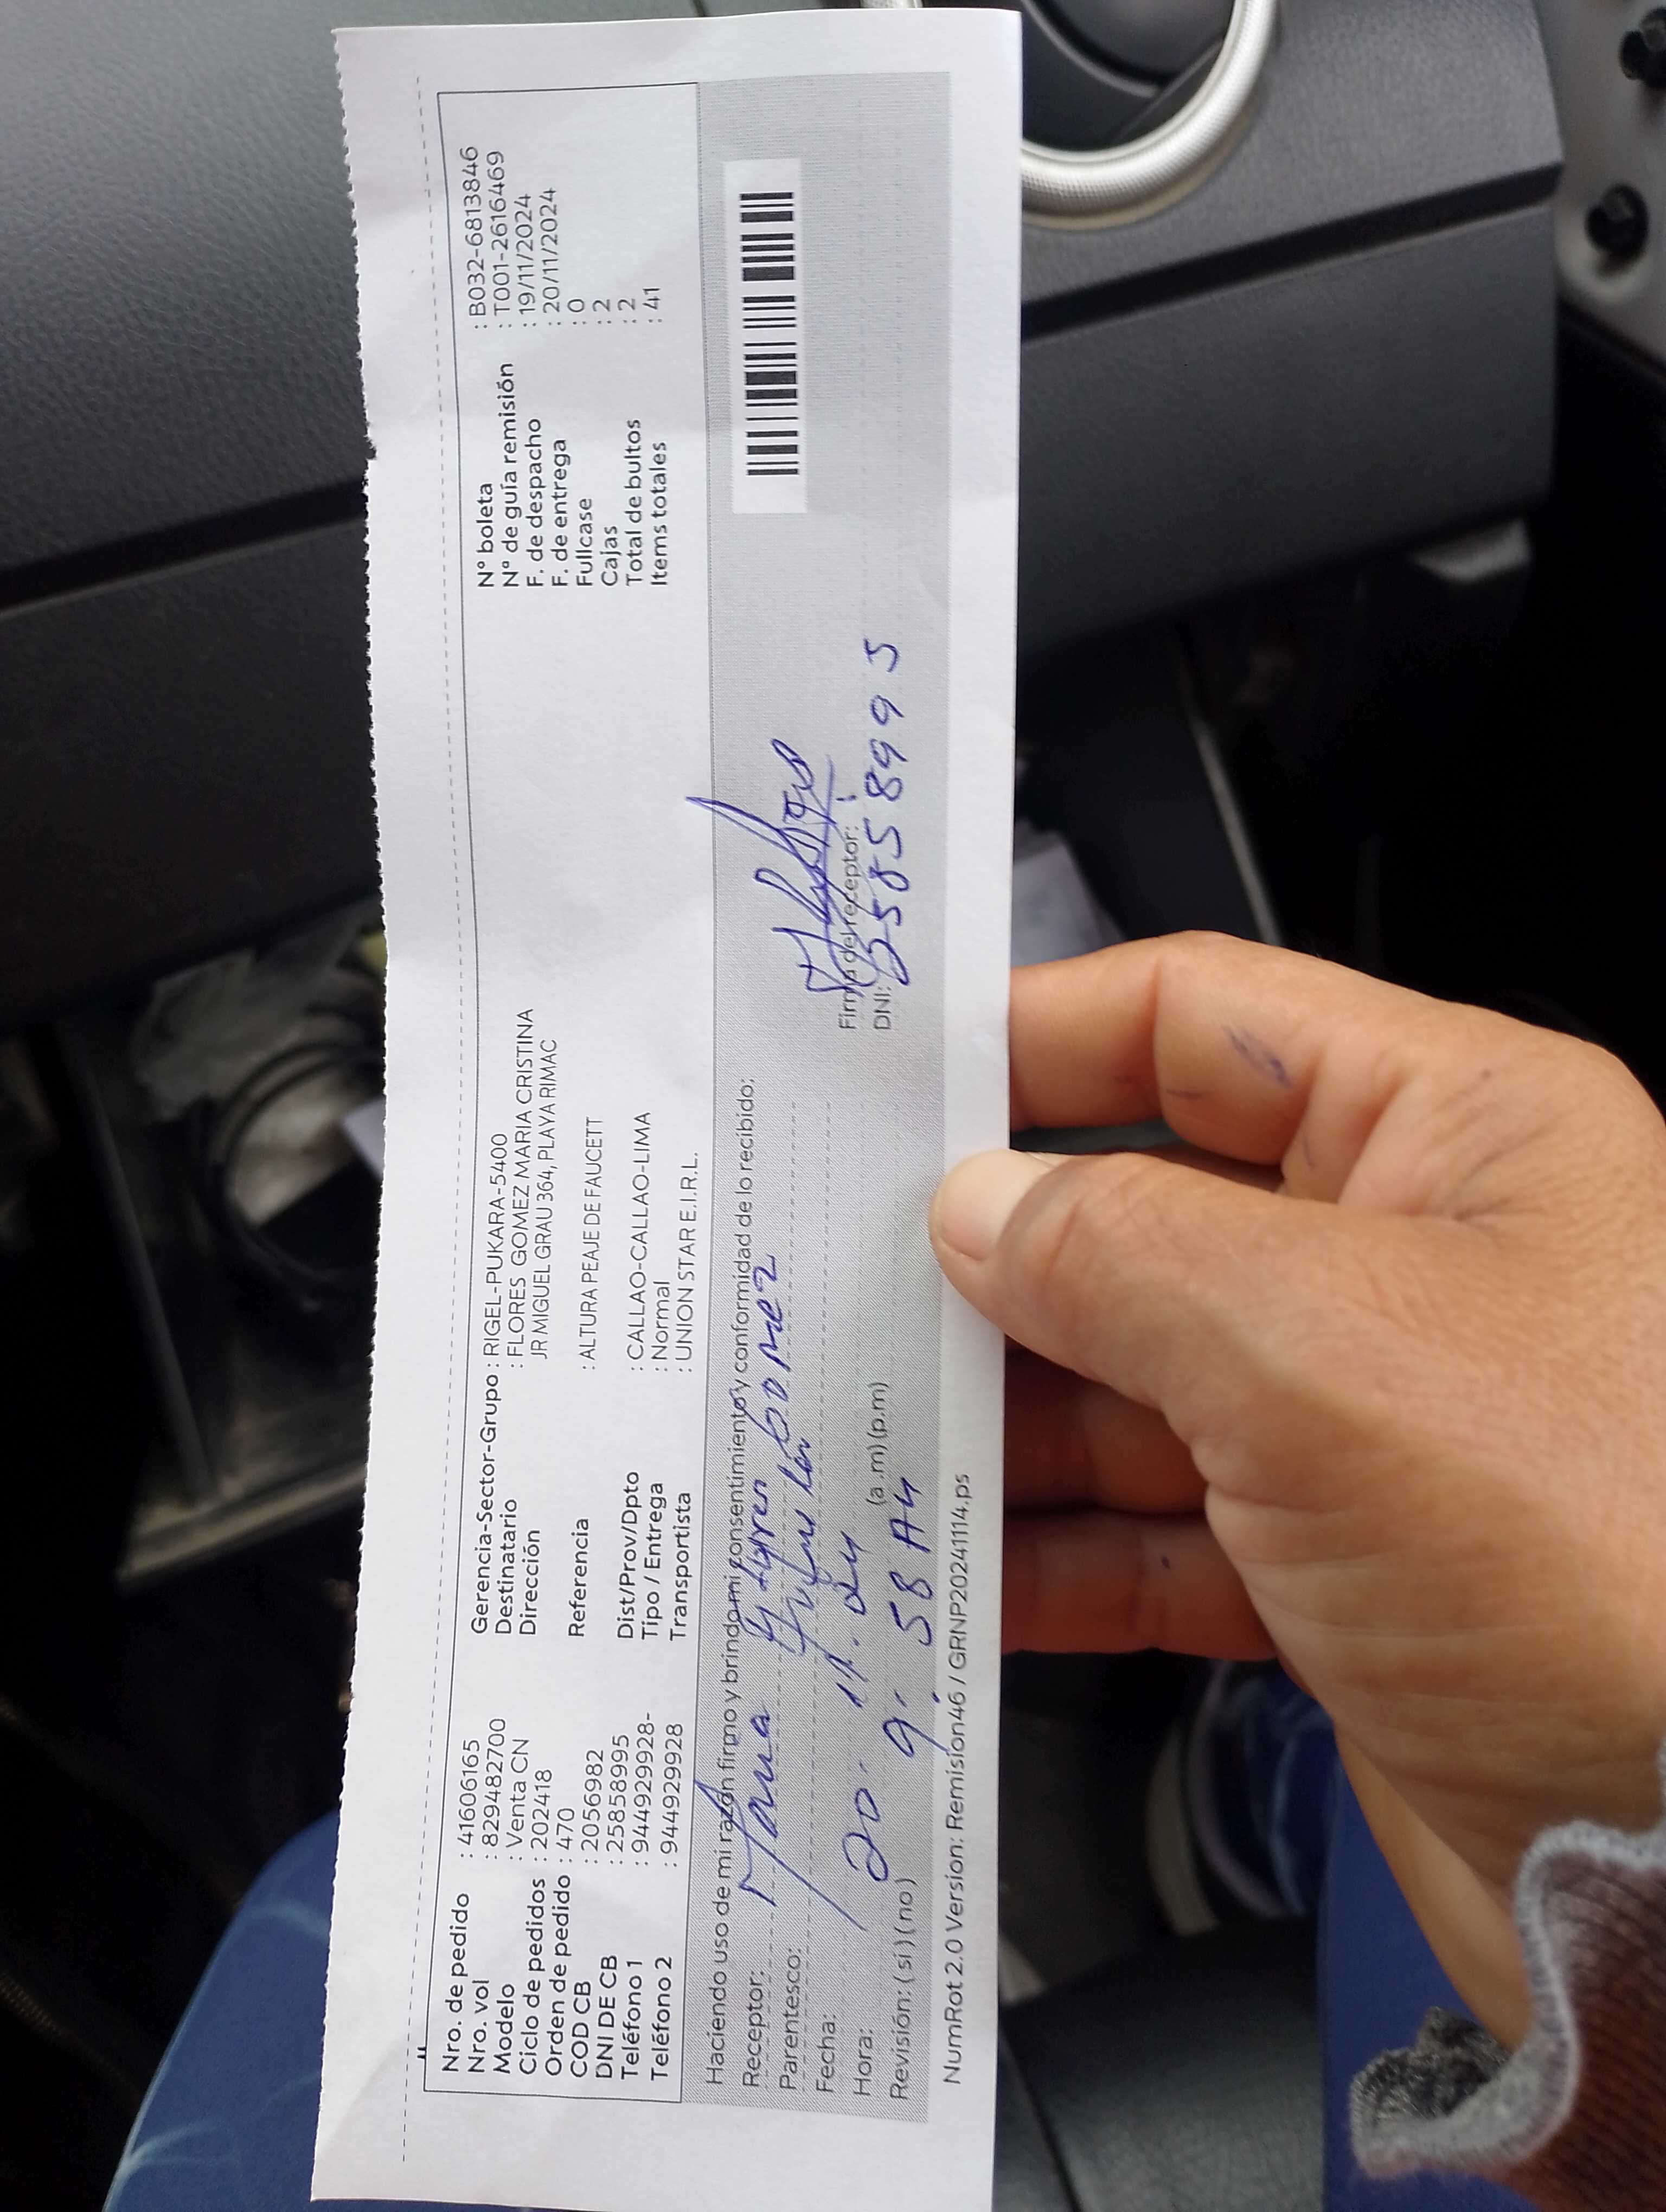 Nro. de pedido : 41606165
Nro. vol : 829482700
Modelo : Venta CN
Ciclo de pedidos : 202418
Orden de pedido : 470
COD CB : 2056982
DNI DE CB : 25858995
Teléfono 1 : 944929928-
Teléfono 2 : 944929928
Gerencia-Sector-Grupo : RIGEL-PUKARA-5400
Destinatario : FLORES GOMEZ MARIA CRISTINA
Dirección JR MIGUEL GRAU 364, PLAYA RIMAC
Referencia : ALTURA PEAJE DE FAUCETT
Dist/Prov/Dpto : CALLAO-CALLAO-LIMA
Tipo / Entrega : Normal
Transportista : UNION STAR E.I.R.L.
N° boleta : B032-6813846
N° de guía remisión : T001-2616469
F. de despacho : 19/11/2024
F. de entrega : 20/11/2024
Fullcase : 0
Cajas : 2
Total de bultos : 2
Items totales : 41
Haciendo uso de mi razón firmo y brindo mi consentimiento y conformidad de lo recibido:
Receptor: Maria Gomez
Parentesco:
Fecha: 20. 11. 24
Hora: 9. 58 AM (a.m) (p.m)
Revisión: (si) (no)
Firma del receptor:
DNI: 25858995
NumRot 2.0 Version: Remision46 / GRNP20241114.ps